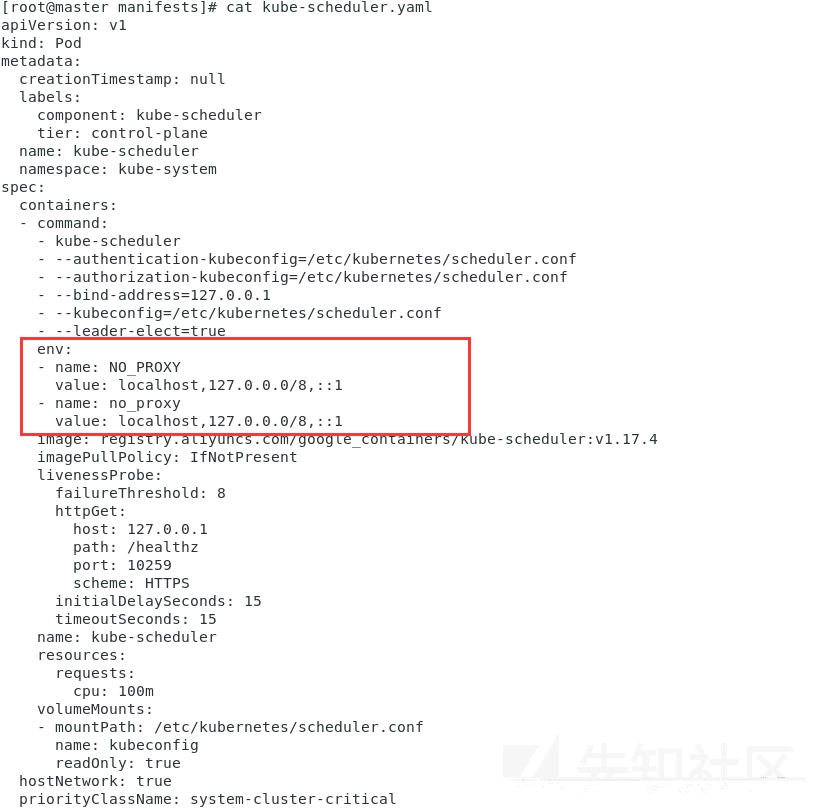 [root@master manifests]# cat kube-scheduler.yaml
apiVersion: v1
kind: Pod
metadata:
  creationTimestamp: null
  labels:
    component: kube-scheduler
    tier: control-plane
  name: kube-scheduler
  namespace: kube-system
spec:
  containers:
  - command:
    - kube-scheduler
    - --authentication-kubeconfig=/etc/kubernetes/scheduler.conf
    - --authorization-kubeconfig=/etc/kubernetes/scheduler.conf
    - --bind-address=127.0.0.1
    - --kubeconfig=/etc/kubernetes/scheduler.conf
    - --leader-elect=true
    env:
    - name: NO_PROXY
      value: localhost,127.0.0.0/8,::1
    - name: no_proxy
      value: localhost,127.0.0.0/8,::1
    image: registry.aliyuncs.com/google_containers/kube-scheduler:v1.17.4
    imagePullPolicy: IfNotPresent
    livenessProbe:
      failureThreshold: 8
      httpGet:
        host: 127.0.0.1
        path: /healthz
        port: 10259
        scheme: HTTPS
      initialDelaySeconds: 15
      timeoutSeconds: 15
    name: kube-scheduler
    resources:
      requests:
        cpu: 100m
    volumeMounts:
    - mountPath: /etc/kubernetes/scheduler.conf
      name: kubeconfig
      readOnly: true
  hostNetwork: true
  priorityClassName: system-cluster-critical
先知社区